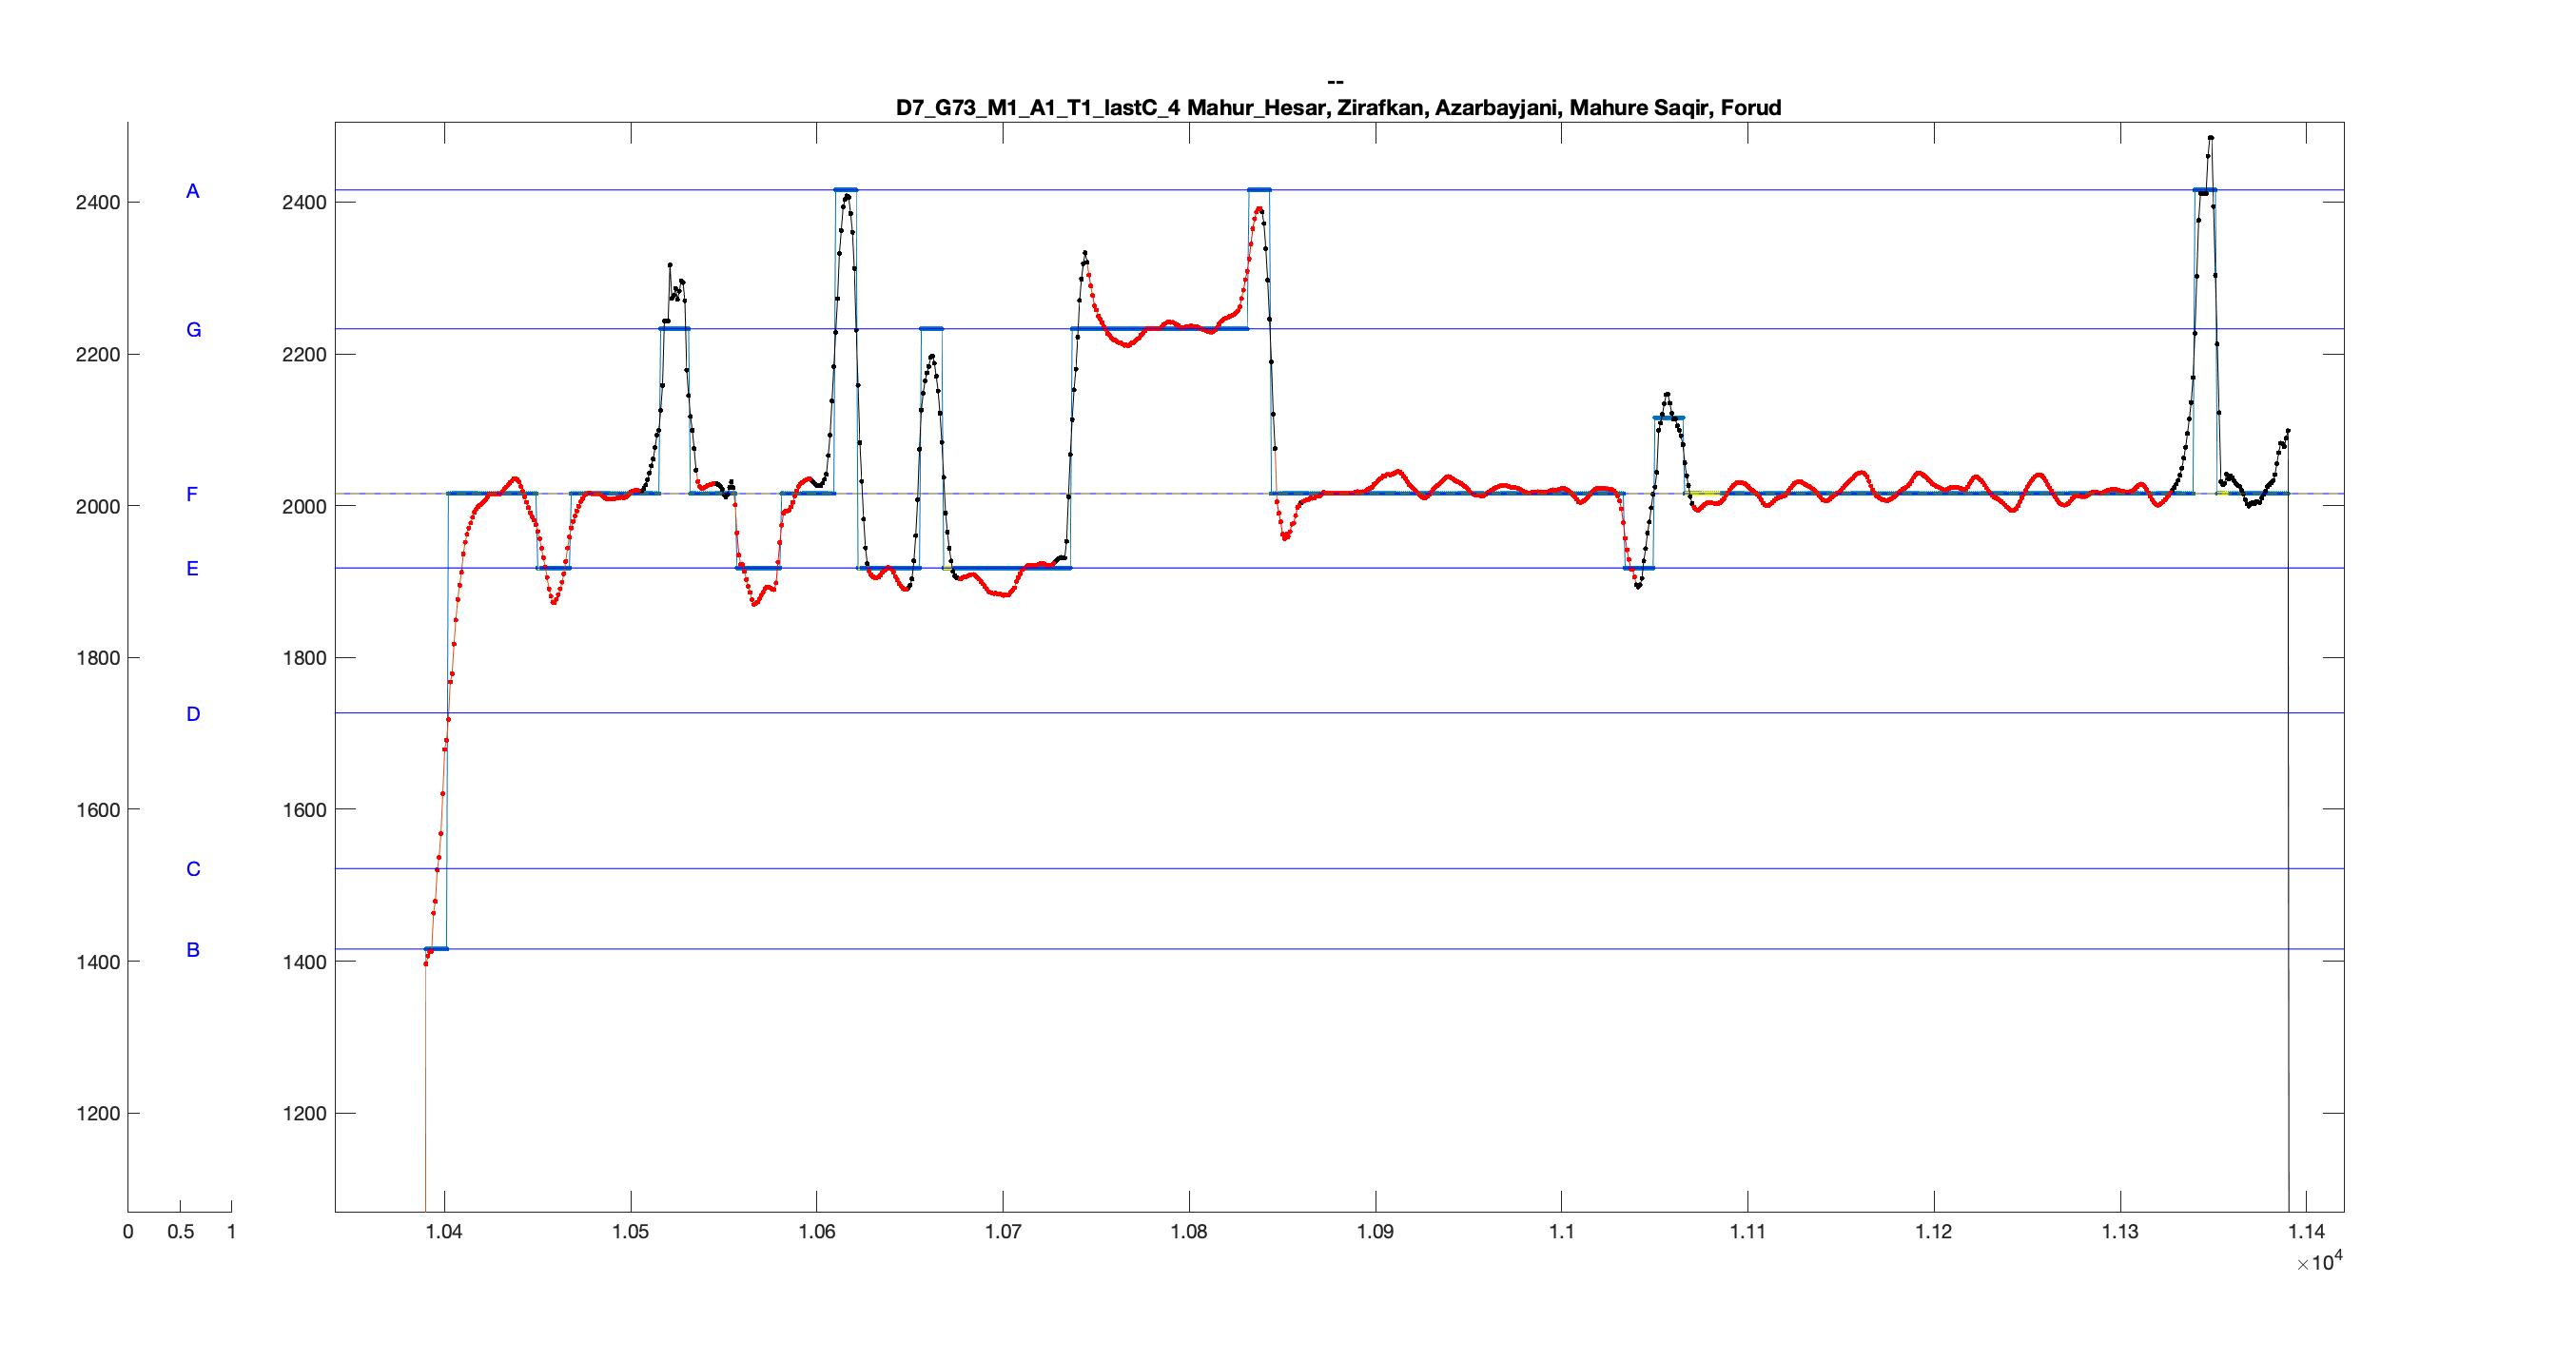 --
D7_G73_M1_A1_T1_lastC_4 Mahur_Hesar, Zirafkan, Azarbayjani, Mahure Saqir, Forud
2400
2200
2000
1800
1600
1400
1200
0 0.5 1
A
G
F
E
D
C
B
2400
2200
2000
1800
1600
1400
1200
1.04 1.05 1.06 1.07 1.08 1.09 1.1 1.11 1.12 1.13 1.14
×10⁴